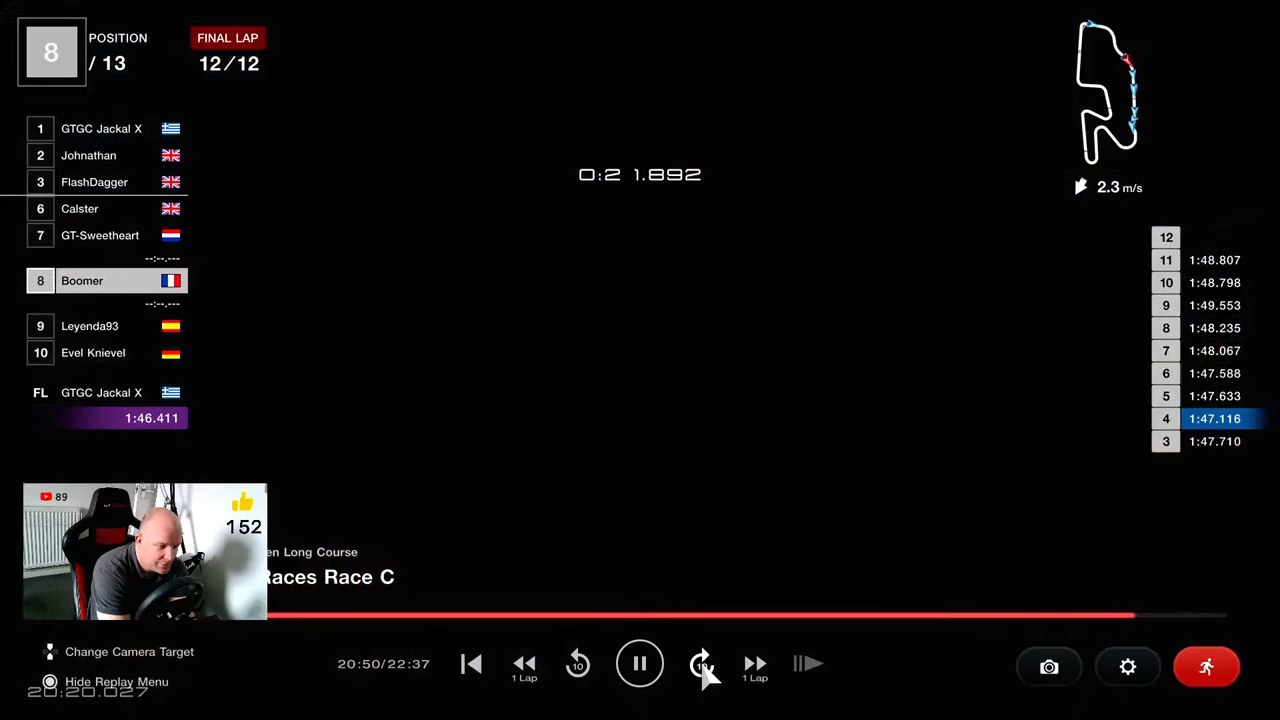 8
POSITION
/ 13
FINAL LAP
12/12
1 GTGC Jackal X
2 Johnathan
3 FlashDagger
6 Calster
7 GT-Sweetheart
--:--.---
8 Boomer
--:--.---
9 Leyenda93
10 Evel Knievel
FL GTGC Jackal X
1:46.411
0:2 1.892
2.3 m/s
12
11 1:48.807
10 1:48.798
9 1:49.553
8 1:48.235
7 1:48.067
6 1:47.588
5 1:47.633
4 1:47.116
3 1:47.710
89
152
en Long Course
Races Race C
Change Camera Target
Hide Replay Menu
20:20.027
20:50/22:37
1 Lap
10
10
1 Lap